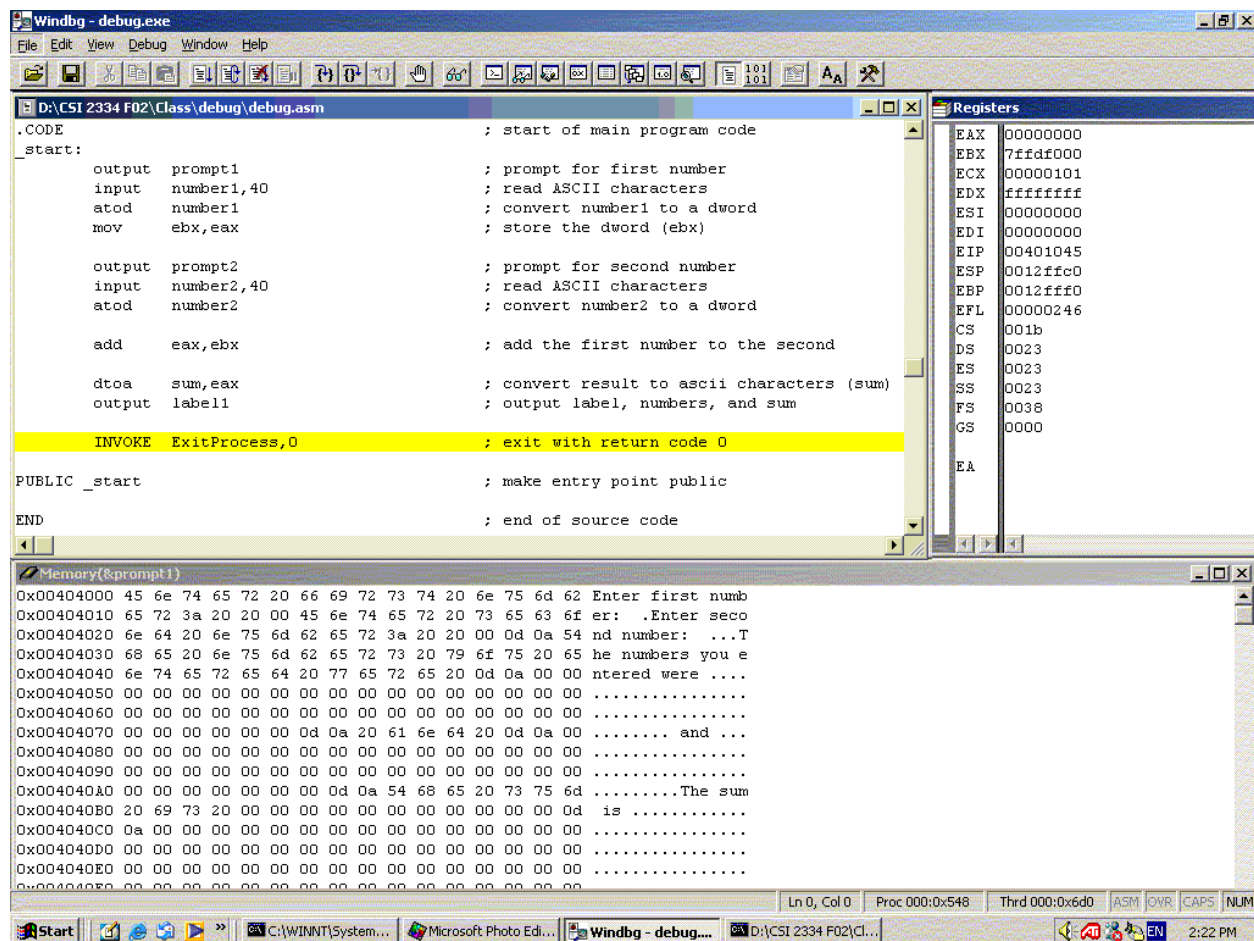 Windbg - debug.exe
File Edit View Debug Window Help
D:\CSI 2334 F02\Class\debug\debug.asm
.CODE ; start of main program code
_start:
output prompt1 ; prompt for first number
input number1,40 ; read ASCII characters
atod number1 ; convert number1 to a dword
mov ebx,eax ; store the dword (ebx)
output prompt2 ; prompt for second number
input number2,40 ; read ASCII characters
atod number2 ; convert number2 to a dword
add eax,ebx ; add the first number to the second
dtoa sum,eax ; convert result to ascii characters (sum)
output label1 ; output label, numbers, and sum
INVOKE ExitProcess,0 ; exit with return code 0
PUBLIC _start ; make entry point public
END ; end of source code
Registers
EAX 00000000
EBX 7ffdf000
ECX 00000101
EDX ffffffff
ESI 00000000
EDI 00000000
EIP 00401045
ESP 0012ffc0
EBP 0012fff0
EFL 00000246
CS 001b
DS 0023
ES 0023
SS 0023
FS 0038
GS 0000
EA
Memory(&prompt1)
0x00404000 45 6e 74 65 72 20 66 69 72 73 74 20 6e 75 6d 62 Enter first numb
0x00404010 65 72 3a 20 20 00 45 6e 74 65 72 20 73 65 63 6f er:  .Enter seco
0x00404020 6e 64 20 6e 75 6d 62 65 72 3a 20 20 00 0d 0a 54 nd number:  ...T
0x00404030 68 65 20 6e 75 6d 62 65 72 73 20 79 6f 75 20 65 he numbers you e
0x00404040 6e 74 65 72 65 64 20 77 65 72 65 20 0d 0a 00 00 ntered were ....
0x00404050 00 00 00 00 00 00 00 00 00 00 00 00 00 00 00 00 ................
0x00404060 00 00 00 00 00 00 00 00 00 00 00 00 00 00 00 00 ................
0x00404070 00 00 00 00 00 00 0d 0a 20 61 6e 64 20 0d 0a 00 ........ and ...
0x00404080 00 00 00 00 00 00 00 00 00 00 00 00 00 00 00 00 ................
0x00404090 00 00 00 00 00 00 00 00 00 00 00 00 00 00 00 00 ................
0x004040A0 00 00 00 00 00 00 00 0d 0a 54 68 65 20 73 75 6d .........The sum
0x004040B0 20 69 73 20 00 00 00 00 00 00 00 00 00 00 00 0d  is ............
0x004040C0 0a 00 00 00 00 00 00 00 00 00 00 00 00 00 00 00 ................
0x004040D0 00 00 00 00 00 00 00 00 00 00 00 00 00 00 00 00 ................
0x004040E0 00 00 00 00 00 00 00 00 00 00 00 00 00 00 00 00 ................
0x004040F0 00 00 00 00 00 00 00 00 00 00 00 00 00 00 00 00
Ln 0, Col 0 Proc 000:0x548 Thrd 000:0x6d0 ASM OVR CAPS NUM
Start C:\WINNT\System... Microsoft Photo Edi... Windbg - debug.... D:\CSI 2334 F02\Cl... EN 2:22 PM